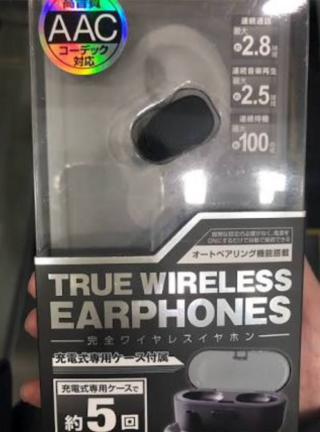 高音質
AAC
コーデック
対応
連続通話
最大
約2.8時間
連続音楽再生
最大
約2.5時間
連続待機
最大
約100時間
オートペアリング機能搭載
TRUE WIRELESS
EARPHONES
完全ワイヤレスイヤホン
充電式専用ケース付属
充電式専用ケースで
約5回